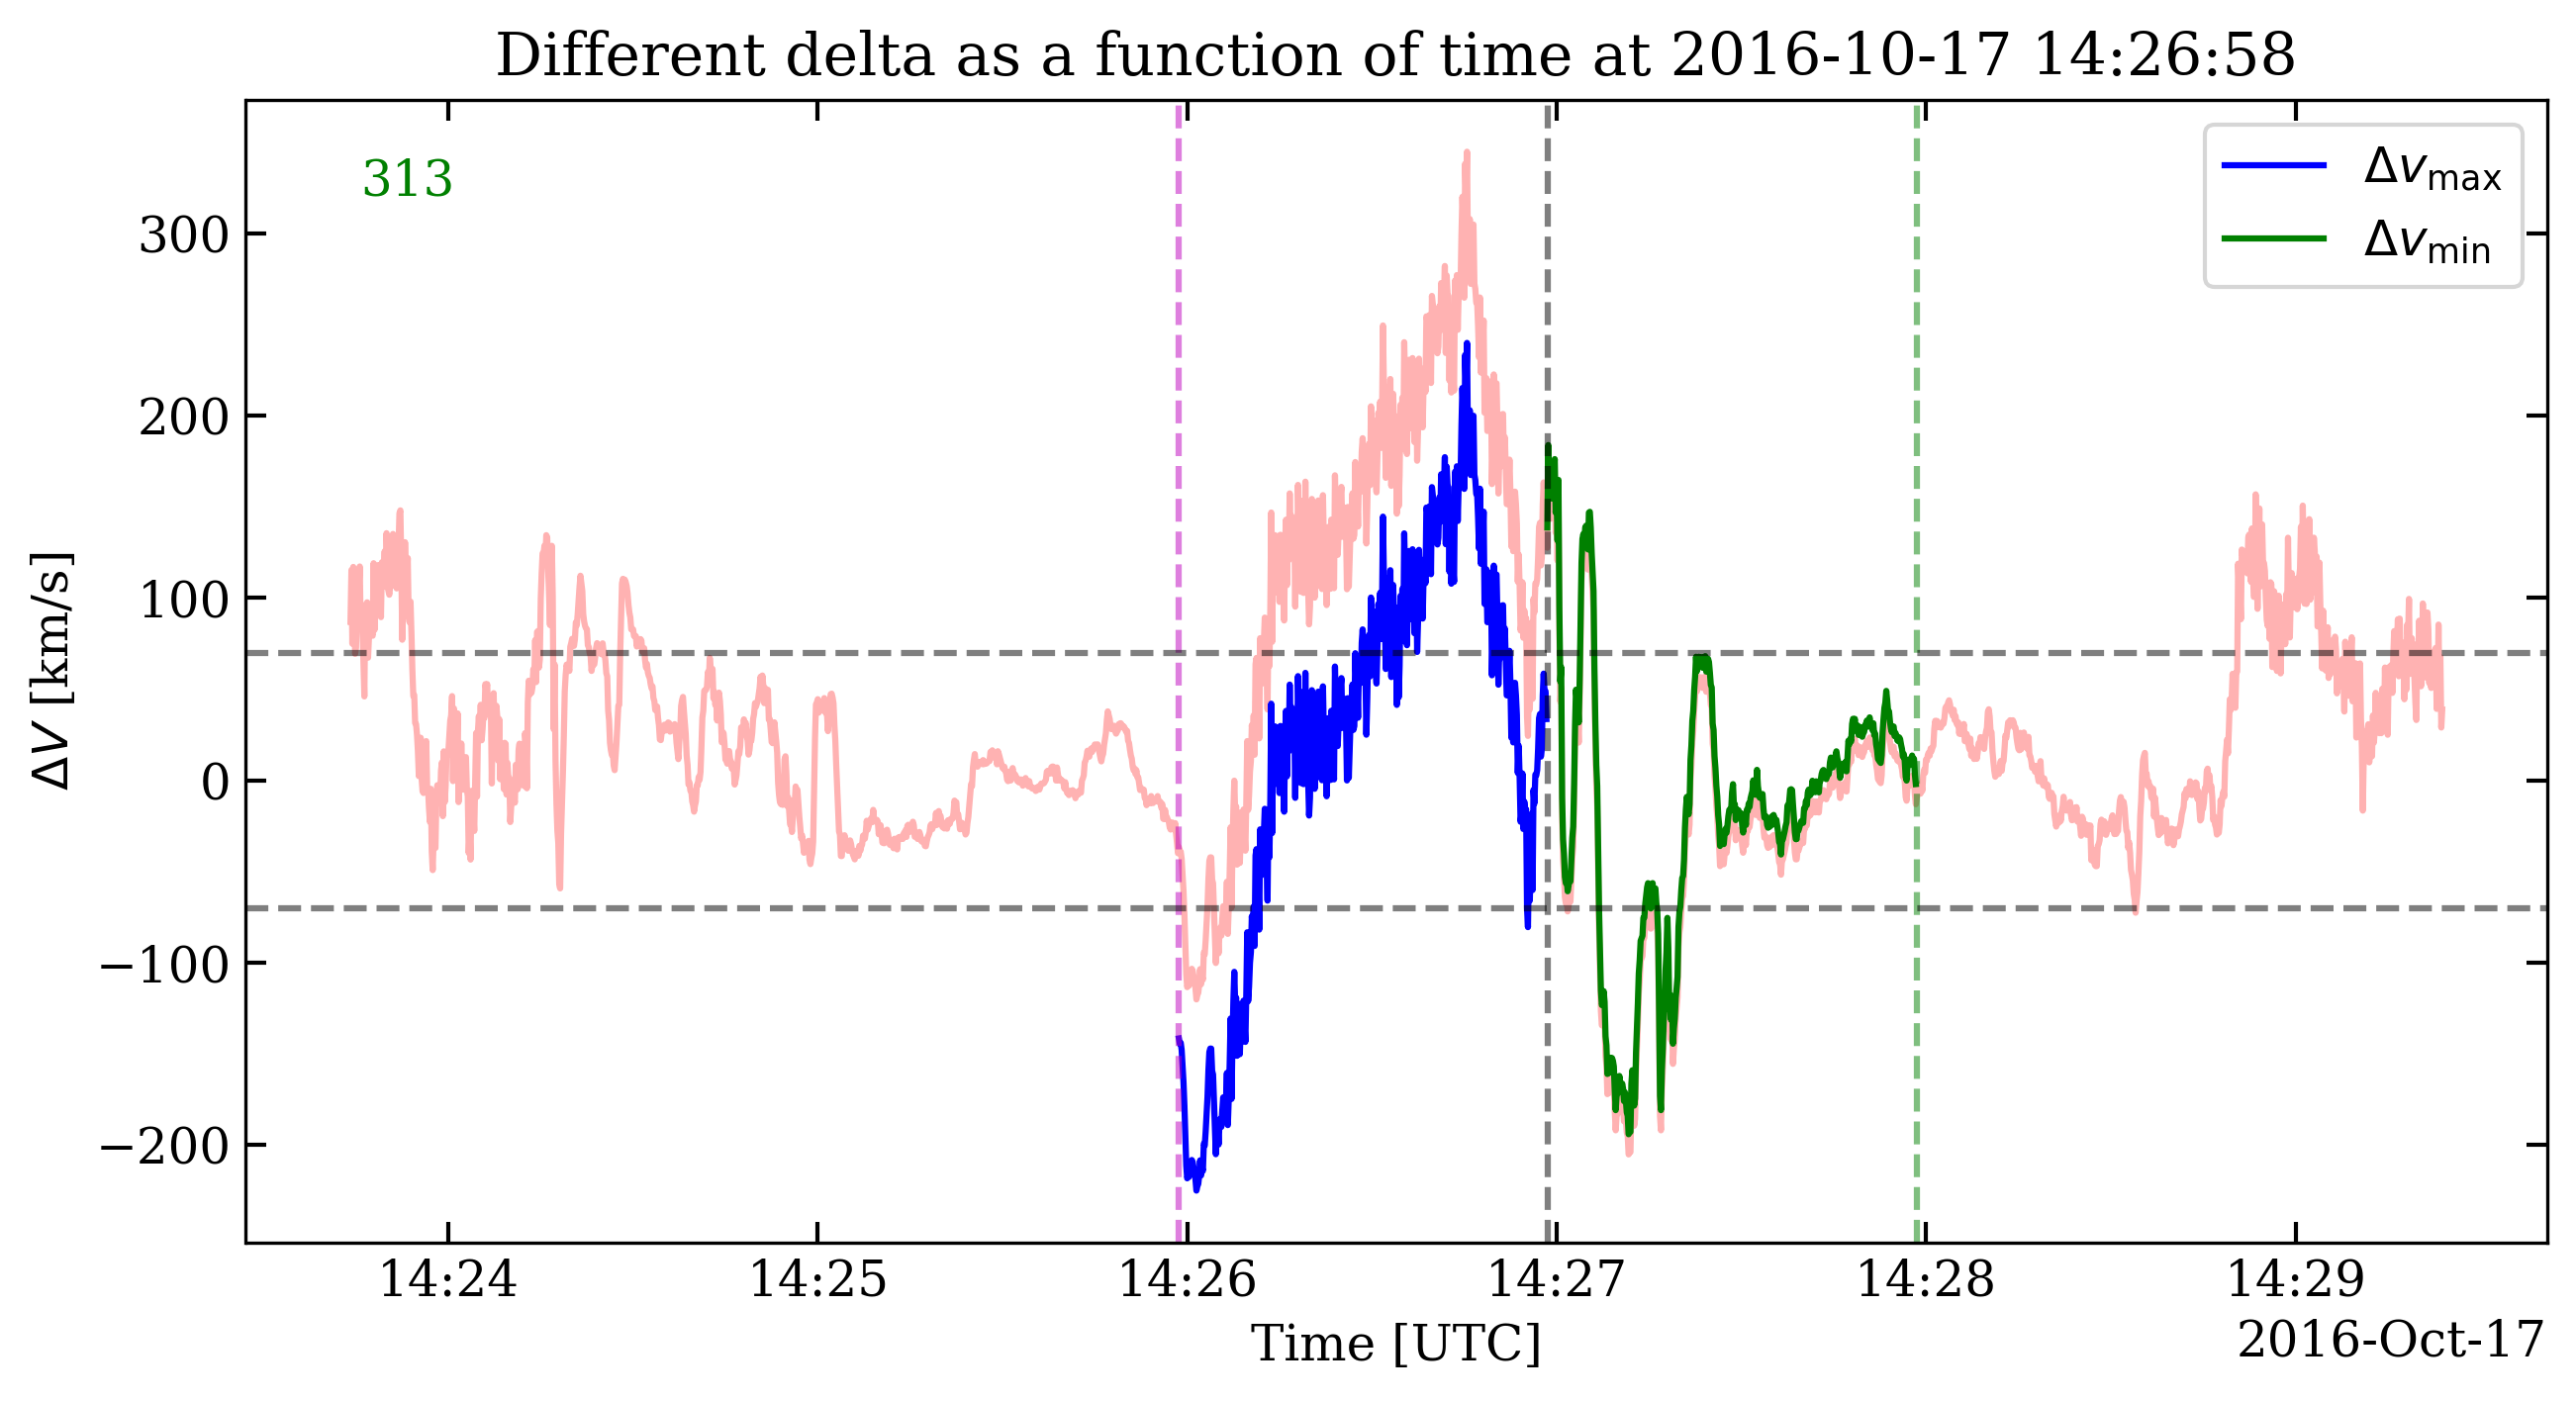 Different delta as a function of time at 2016-10-17 14:26:58
313
Δv_max
Δv_min
300
200
100
0
−100
−200
ΔV [km/s]
14:24 14:25 14:26 14:27 14:28 14:29
Time [UTC]
2016-Oct-17